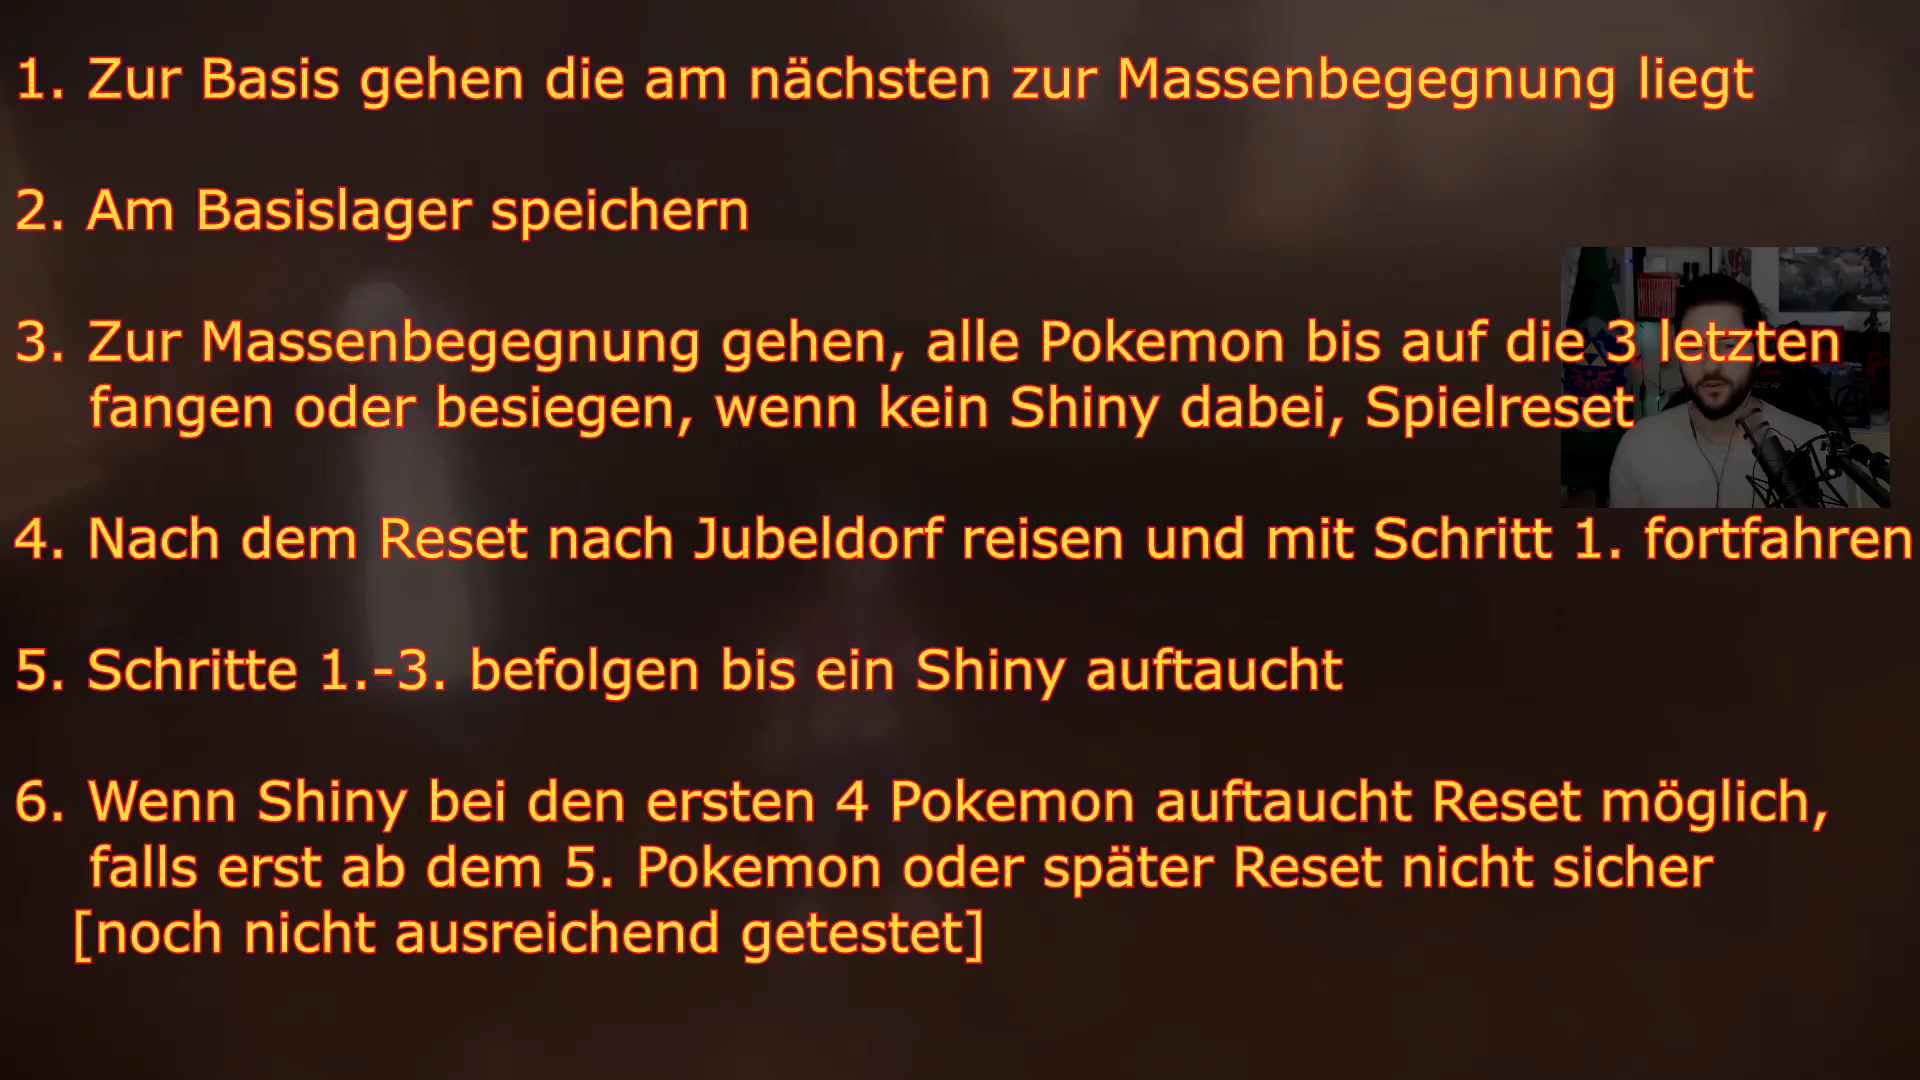 1. Zur Basis gehen die am nächsten zur Massenbegegnung liegt
2. Am Basislager speichern
3. Zur Massenbegegnung gehen, alle Pokemon bis auf die 3 letzten
fangen oder besiegen, wenn kein Shiny dabei, Spielreset
4. Nach dem Reset nach Jubeldorf reisen und mit Schritt 1. fortfahren
5. Schritte 1.-3. befolgen bis ein Shiny auftaucht
6. Wenn Shiny bei den ersten 4 Pokemon auftaucht Reset möglich,
falls erst ab dem 5. Pokemon oder später Reset nicht sicher
[noch nicht ausreichend getestet]